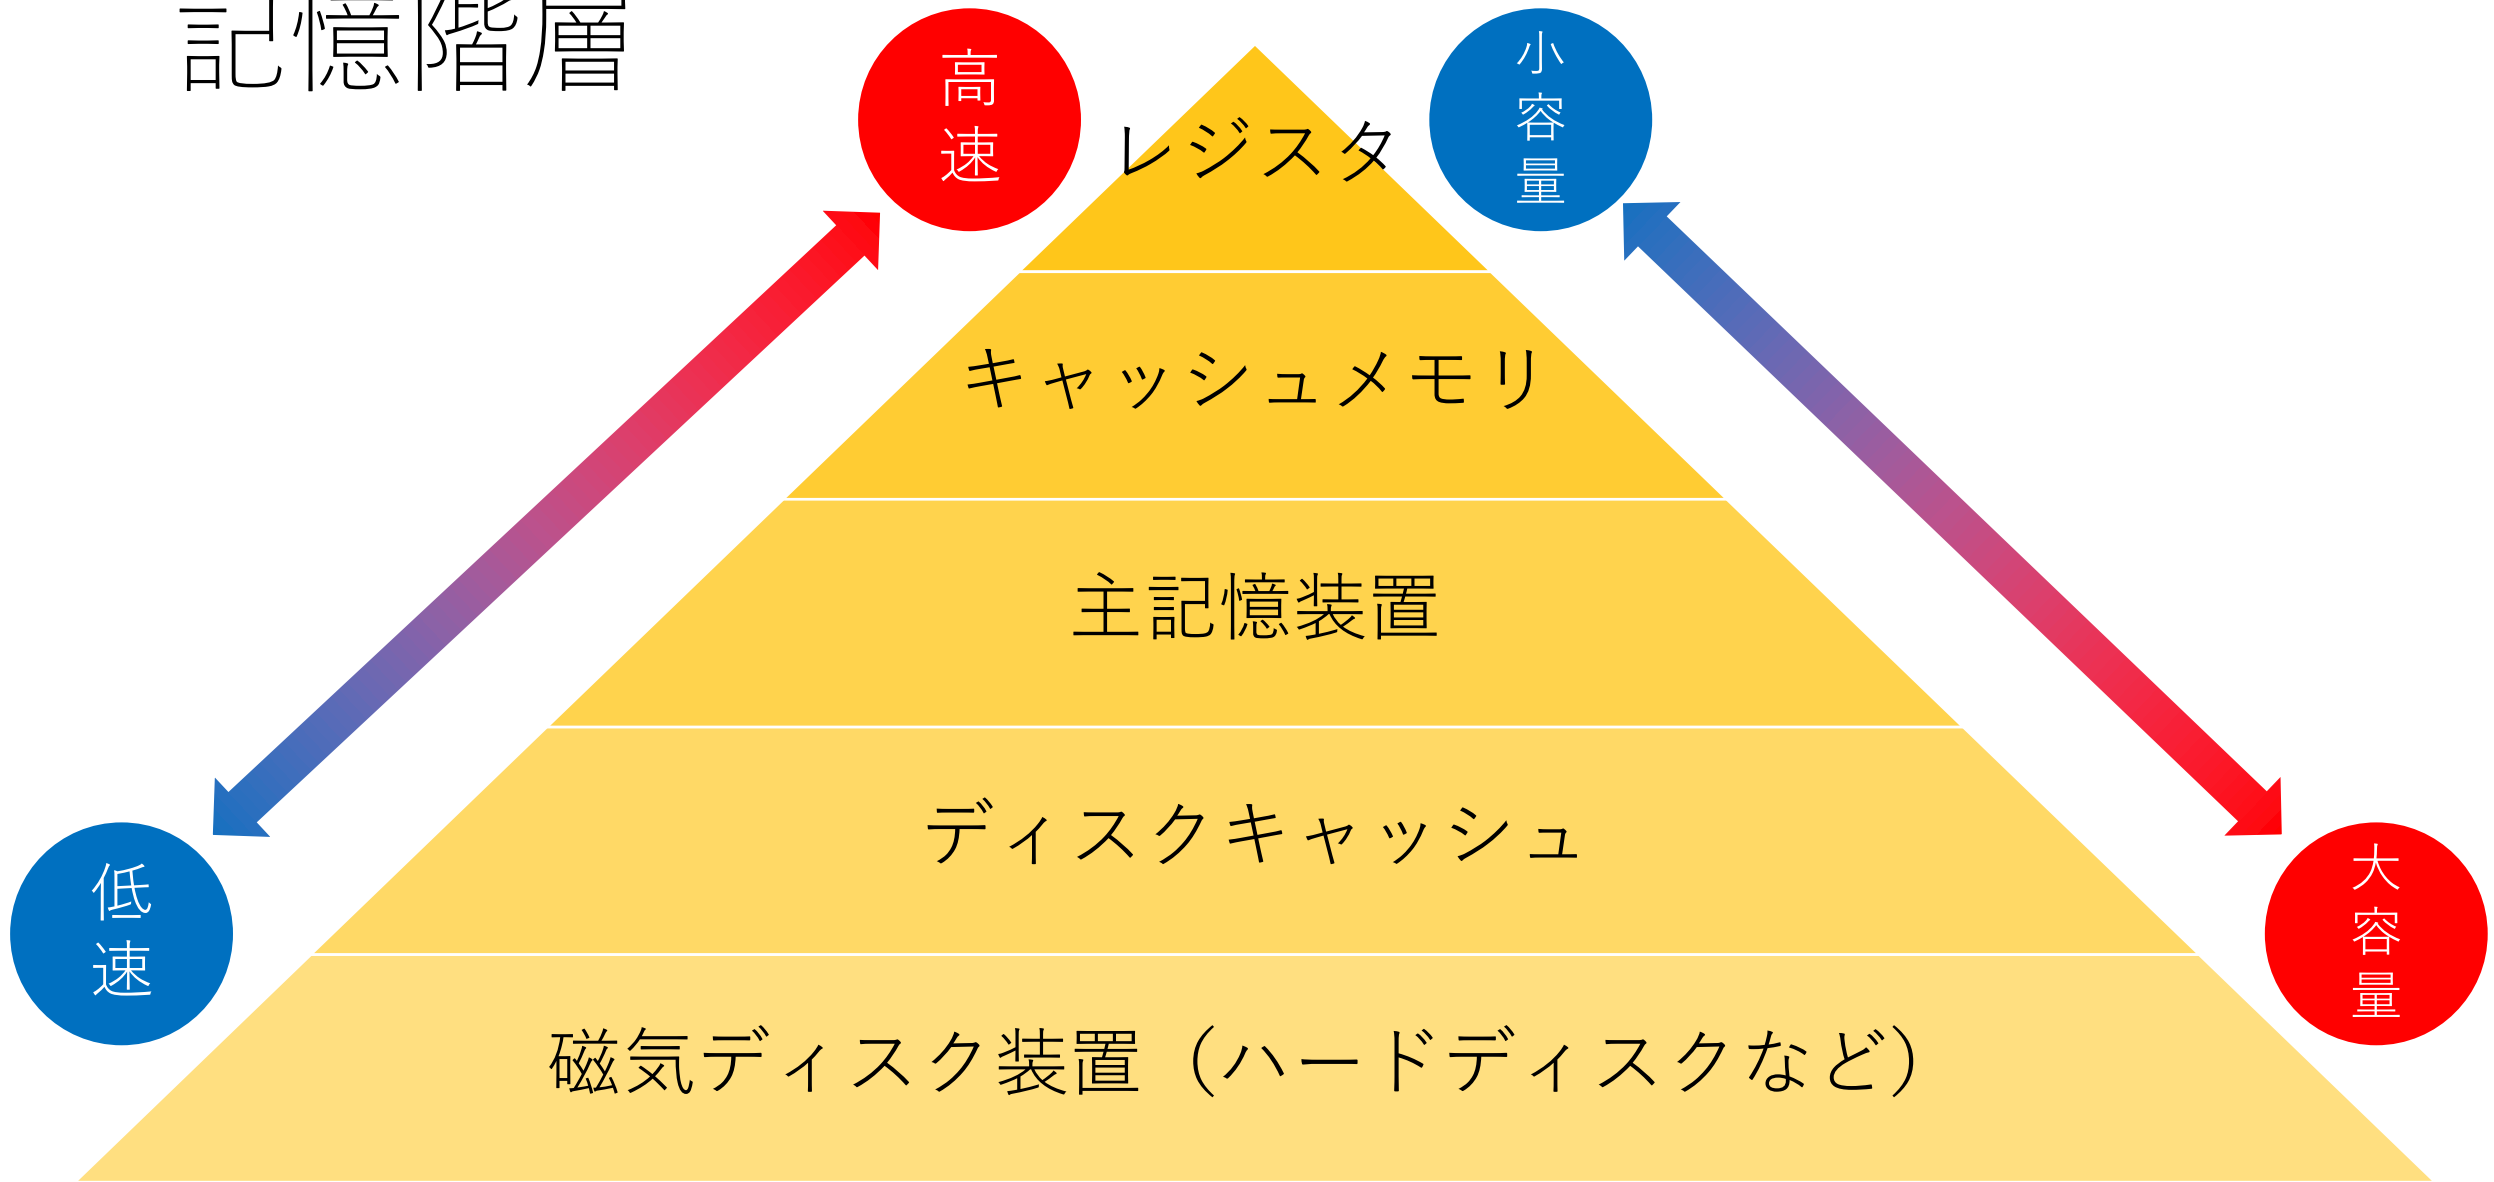 記憶階層
高速
小容量
レジスタ
キャッシュメモリ
主記憶装置
ディスクキャッシュ
低速
大容量
磁気ディスク装置（ハードディスクなど）